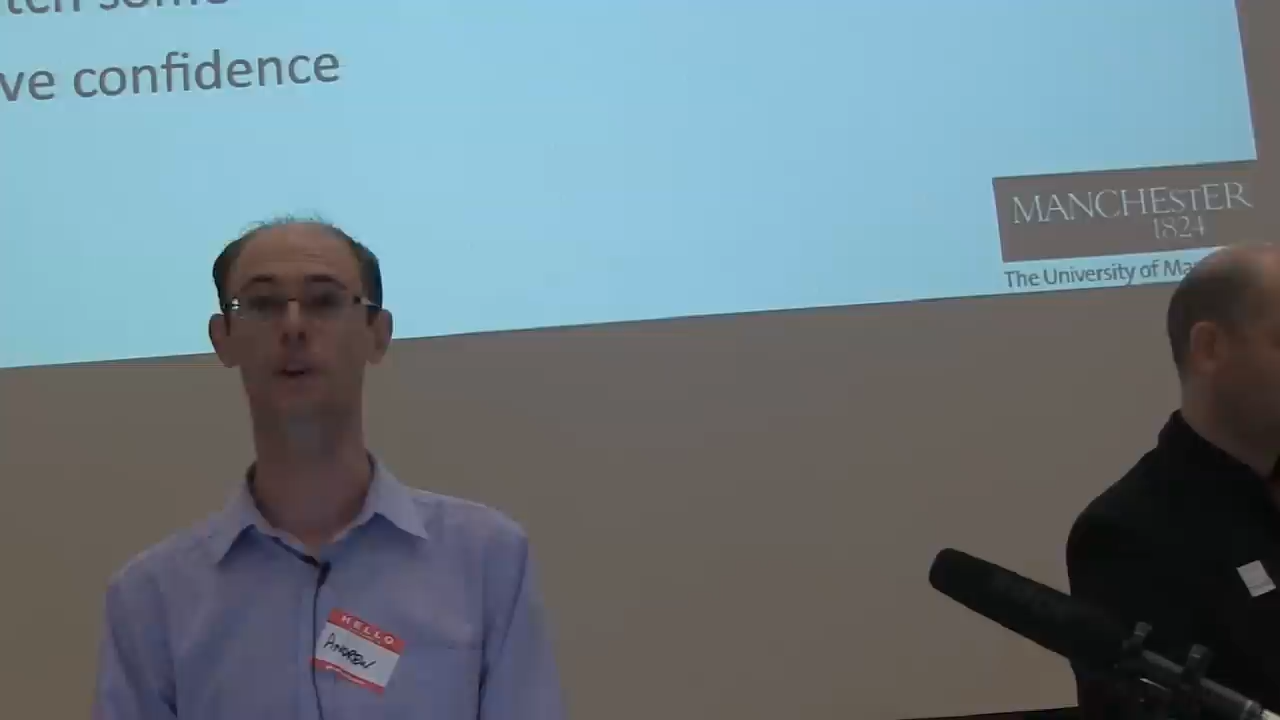 ve confidence
MANCHESTER
1824
The University of Ma
HELLO
ANDREW